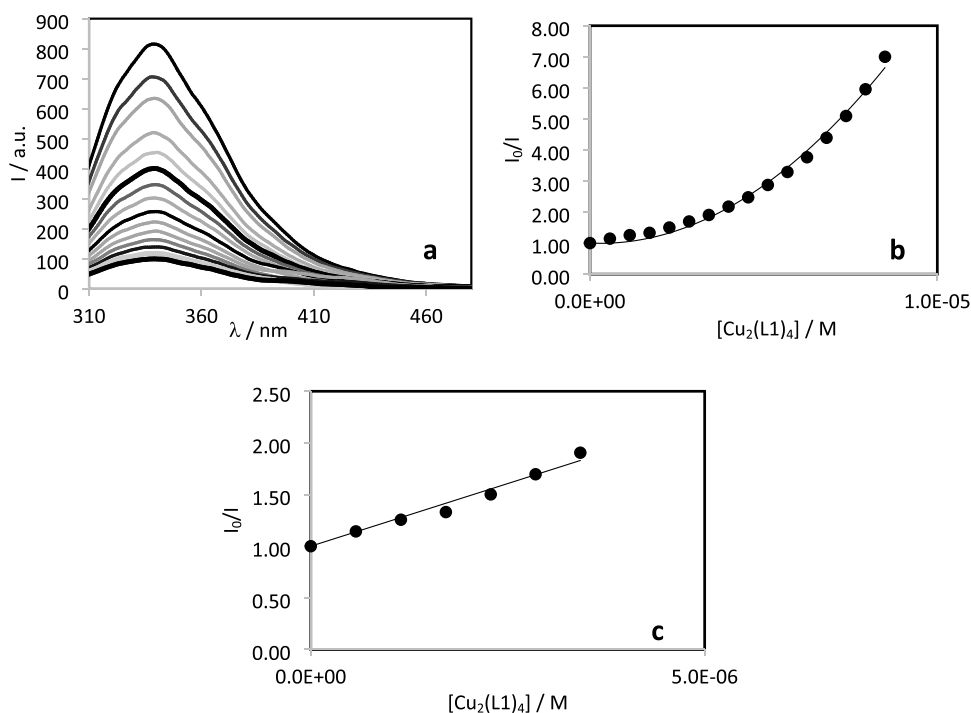 900
800
700
600
500
400
300
200
100
0
I / a.u.
310
360
410
460
λ / nm
a
8.00
7.00
6.00
5.00
4.00
3.00
2.00
1.00
0.00
I₀/I
0.0E+00
1.0E-05
[Cu₂(L1)₄] / M
b
2.50
2.00
1.50
1.00
0.50
0.00
I₀/I
0.0E+00
5.0E-06
[Cu₂(L1)₄] / M
c